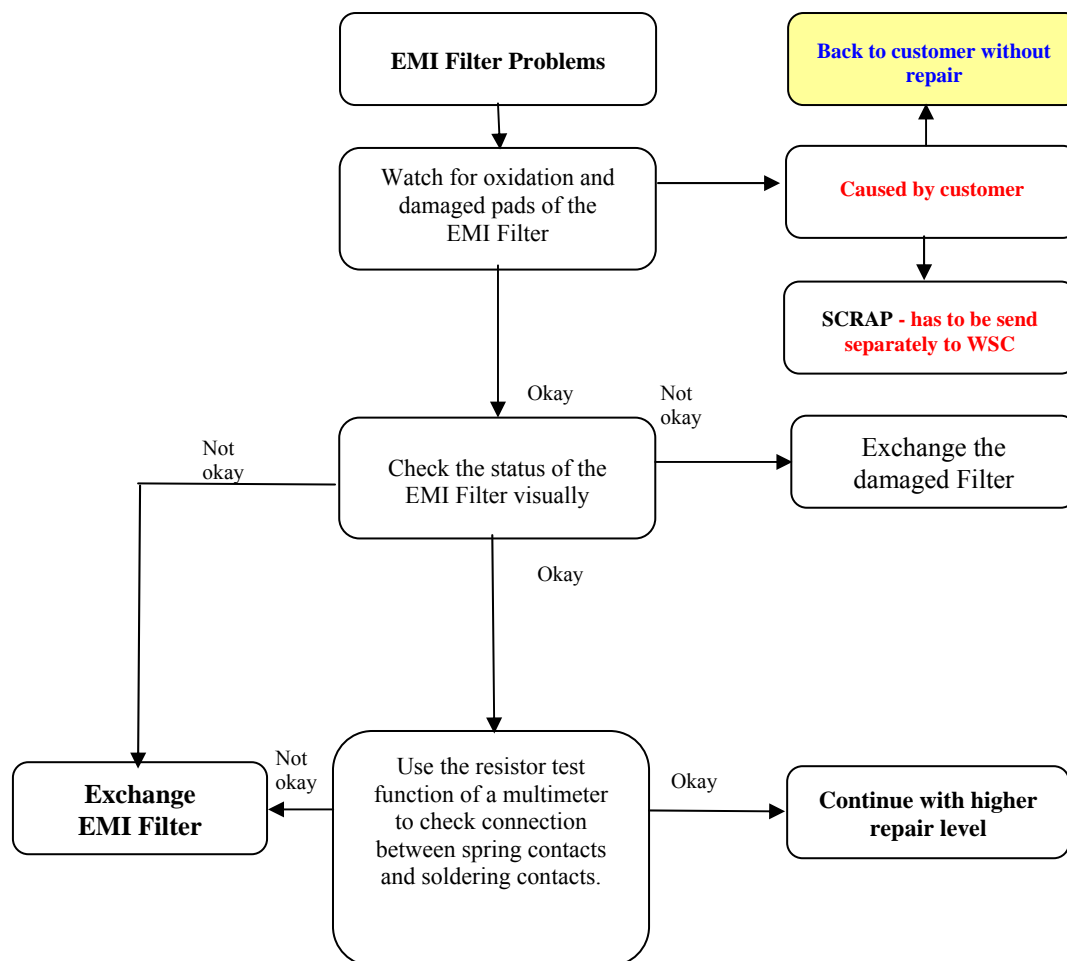 EMI Filter Problems
Back to customer without
repair
Watch for oxidation and
damaged pads of the
EMI Filter
Caused by customer
SCRAP - has to be send
separately to WSC
Okay
Not
okay
Not
okay
Check the status of the
EMI Filter visually
Exchange the
damaged Filter
Okay
Not
okay
Exchange
EMI Filter
Use the resistor test
function of a multimeter
to check connection
between spring contacts
and soldering contacts.
Okay
Continue with higher
repair level